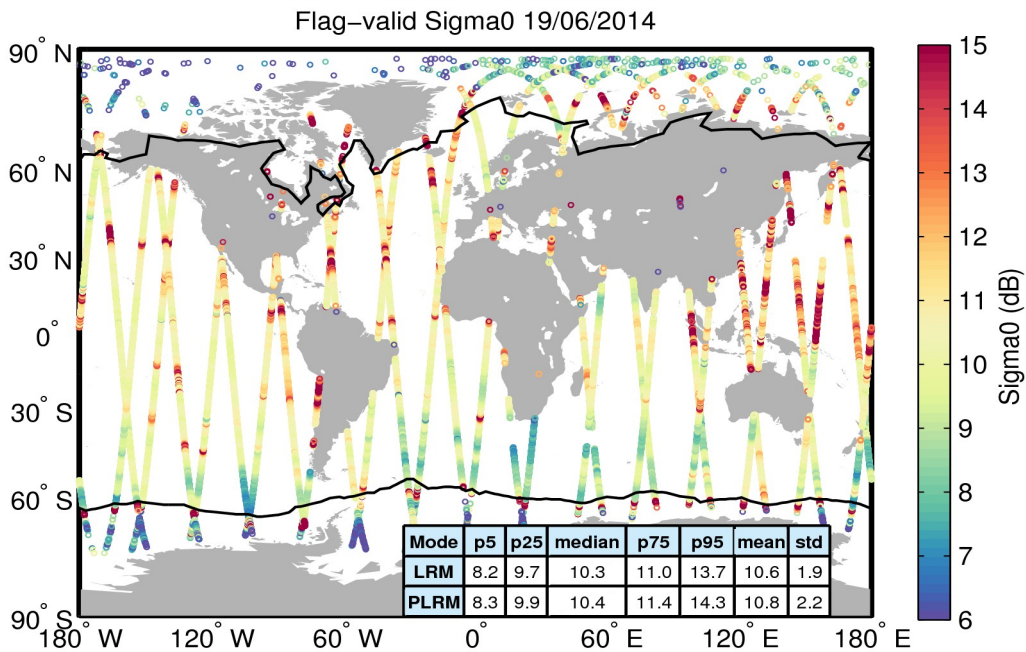 Flag−valid Sigma0 19/06/2014
90° N
60° N
30° N
0°
30° S
60° S
90° S
180° W
120° W
60° W
0°
60° E
120° E
180° E
Mode p5 p25 median p75 p95 mean std
LRM 8.2 9.7 10.3 11.0 13.7 10.6 1.9
PLRM 8.3 9.9 10.4 11.4 14.3 10.8 2.2
15
14
13
12
11
10
9
8
7
6
Sigma0 (dB)